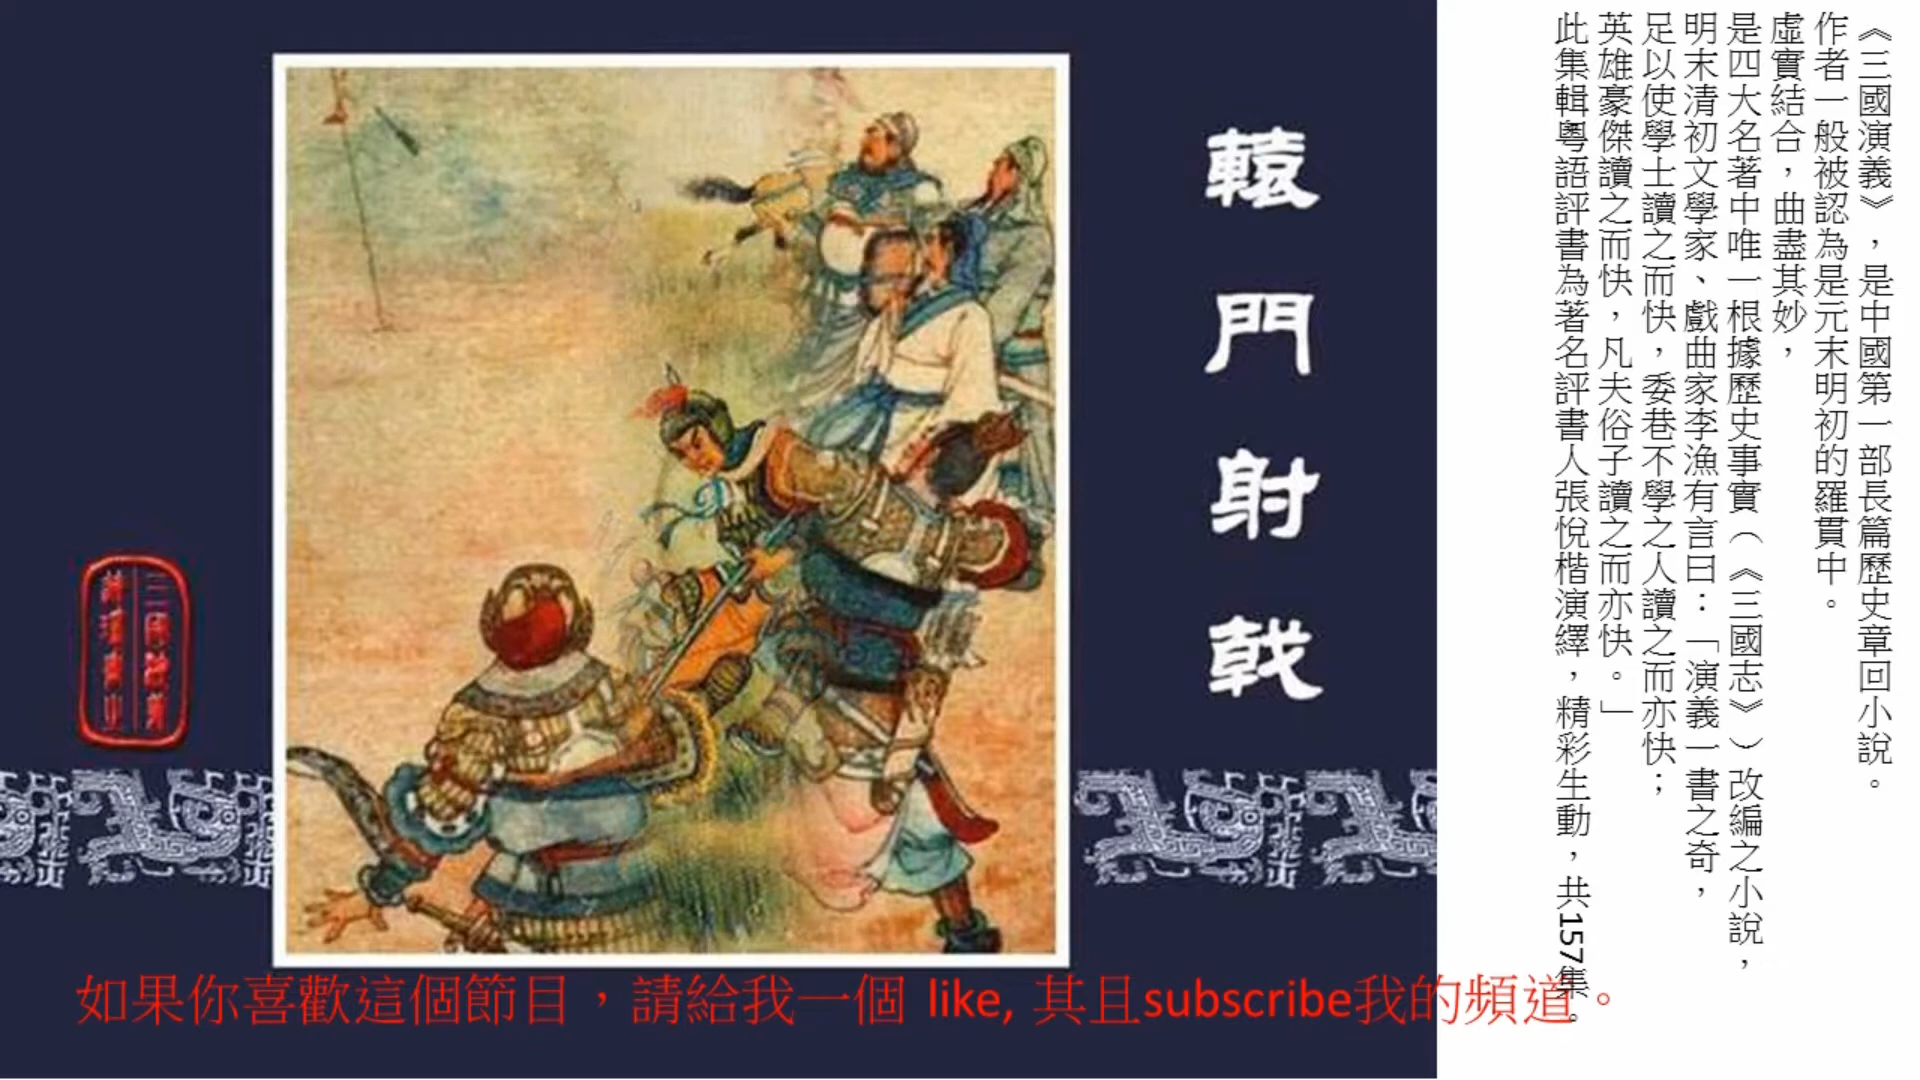 《三國演義》，是中國第一部長篇歷史章回小說。
作者一般被認為是元末明初的羅貫中。
虛實結合，曲盡其妙，
是四大名著中唯一根據歷史事實（《三國志》）改編之小說，
明末清初文學家、戲曲家李漁有言曰：「演義一書之奇，
足以使學士讀之而快，委巷不學之人讀之而亦快；
英雄豪傑讀之而快，凡夫俗子讀之而亦快。」
此集輯粵語評書為著名評書人張悅楷演繹，精彩生動，共157集。
轅門射戟
如果你喜歡這個節目，請給我一個 like, 其且subscribe我的頻道。